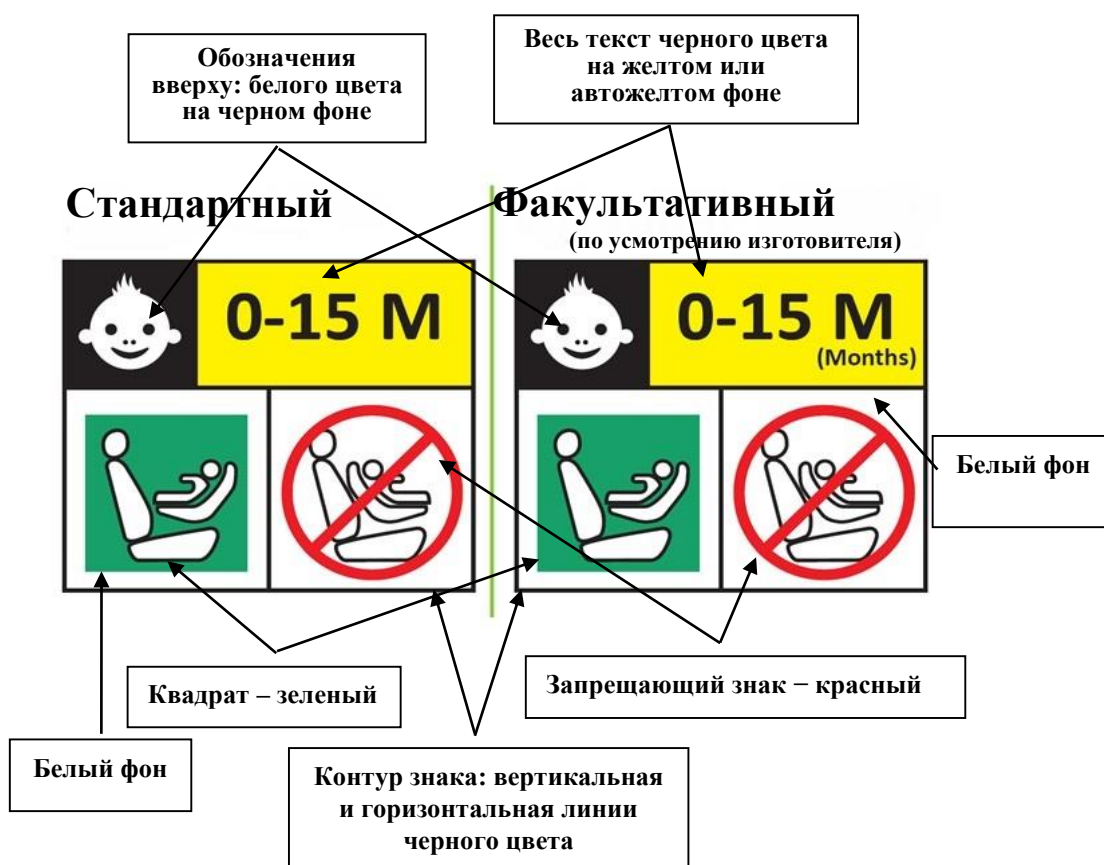 Обозначения
вверху: белого цвета
на черном фоне
Весь текст черного цвета
на желтом или
автожелтом фоне
Стандартный
Факультативный
(по усмотрению изготовителя)
0-15 M
0-15 M
(Months)
Белый фон
Квадрат – зеленый
Запрещающий знак – красный
Белый фон
Контур знака: вертикальная
и горизонтальная линии
черного цвета